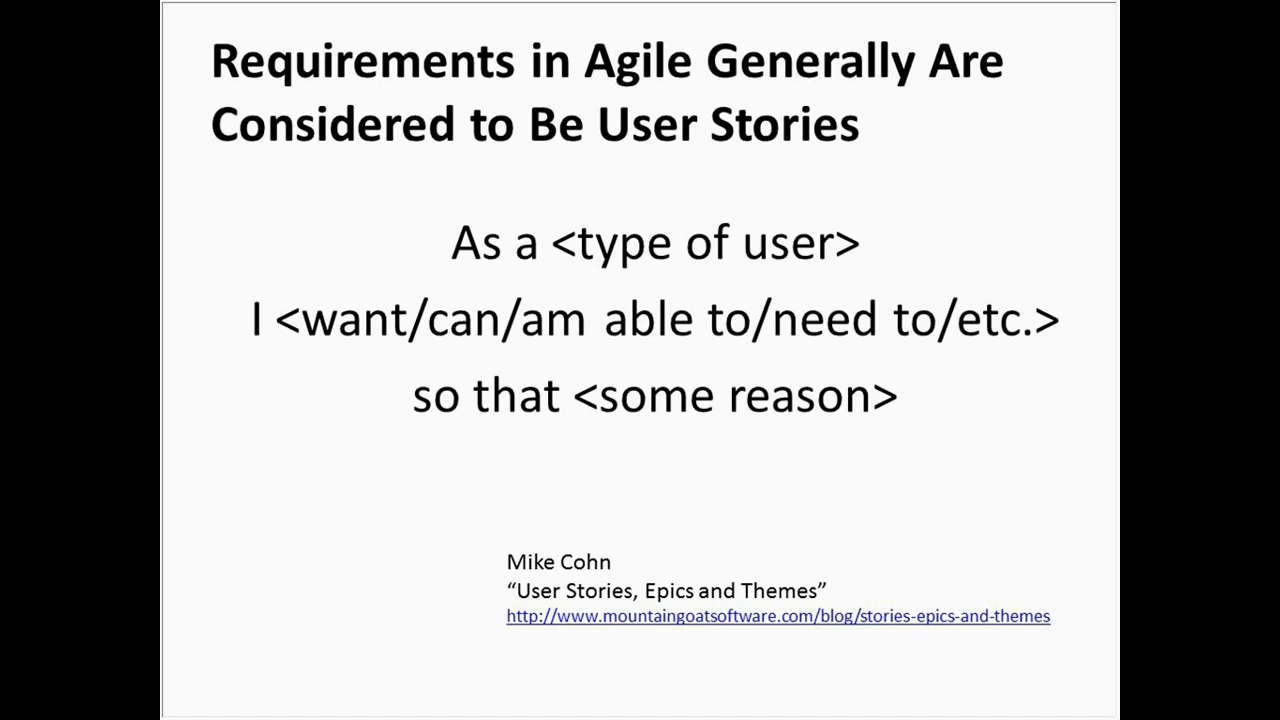 Requirements in Agile Generally Are
Considered to Be User Stories
As a <type of user>
I <want/can/am able to/need to/etc.>
so that <some reason>
Mike Cohn
“User Stories, Epics and Themes”
http://www.mountaingoatsoftware.com/blog/stories-epics-and-themes